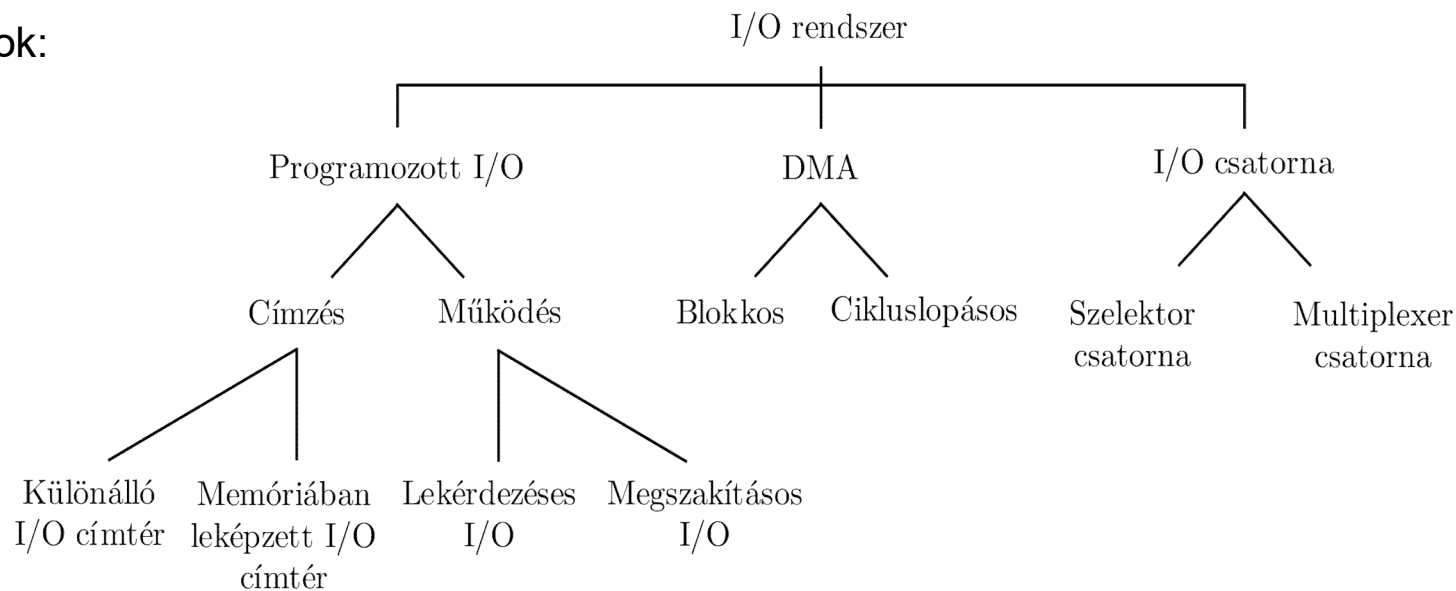 ok:
I/O rendszer
Programozott I/O
DMA
I/O csatorna
Címzés
Működés
Blokkos
Cikluslopásos
Szelektor
csatorna
Multiplexer
csatorna
Különálló
I/O címtér
Memóriában
leképzett I/O
címtér
Lekérdezéses
I/O
Megszakításos
I/O